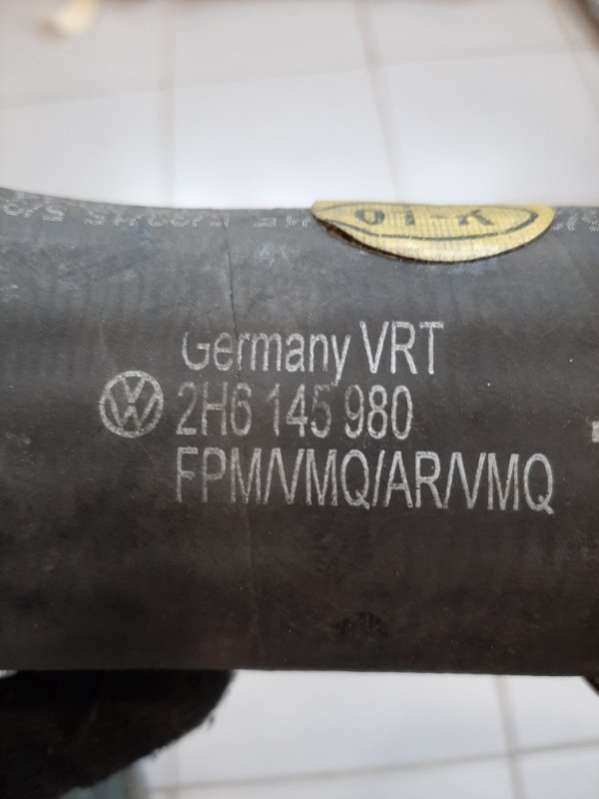 Germany VRT
2H6 145 980
FPM/VMQ/AR/VMQ